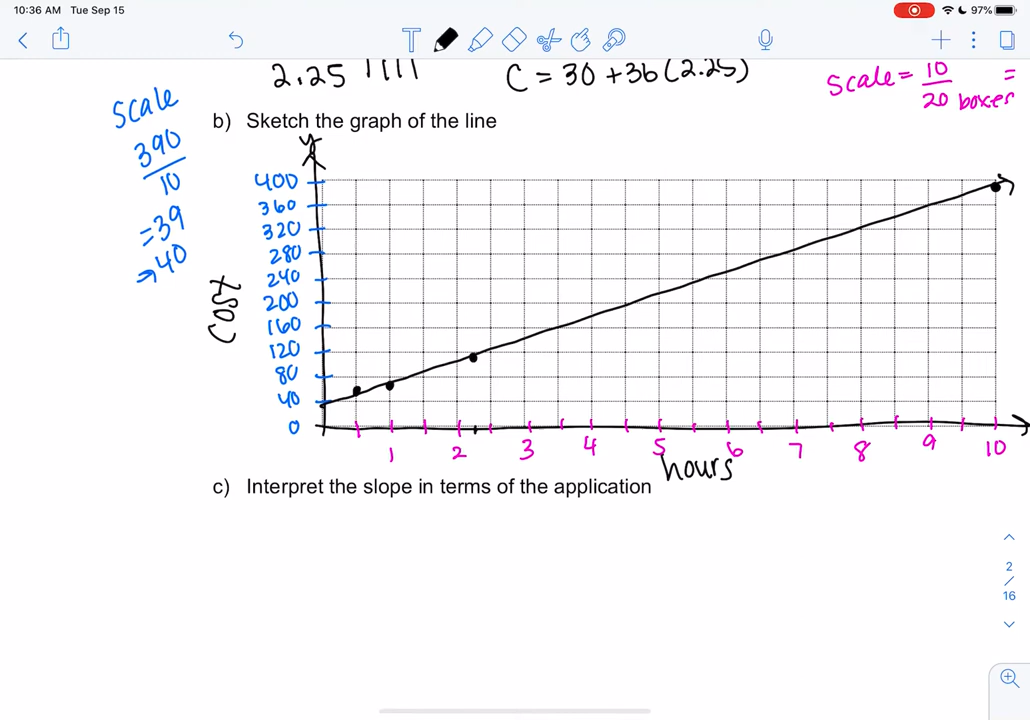 10:36 AM Tue Sep 15
97%
2.25 1111
C = 30 + 36 (2.25)
Scale = 10/20 boxes =
Scale
390/10
= 39
→ 40
b) Sketch the graph of the line
y
400
360
320
280
240
200
160
120
80
40
0
Cost
1 2 3 4 5 6 7 8 9 10
hours
c) Interpret the slope in terms of the application
2
/
16